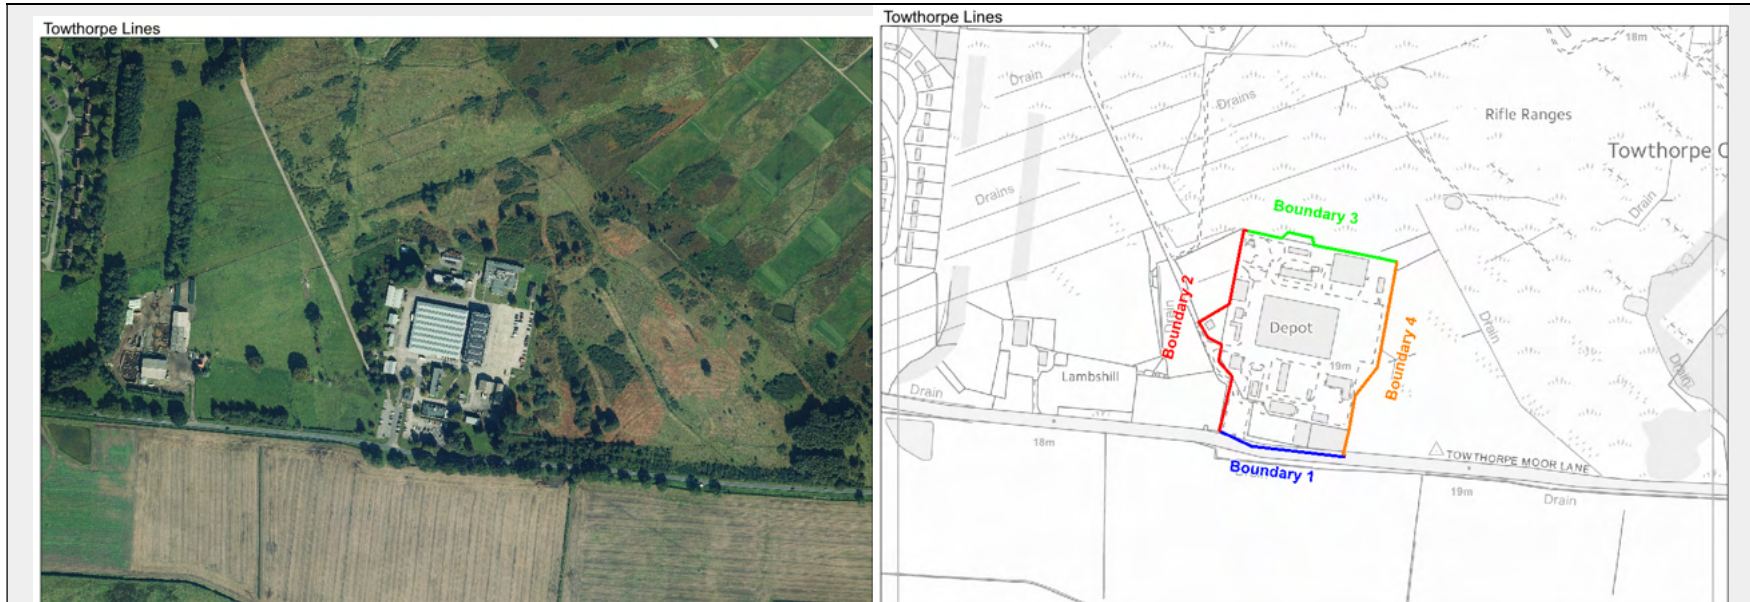 Towthorpe Lines
Towthorpe Lines
18m
Drain
Drains
Rifle Ranges
Towthorpe C
Drains
Drain
Boundary 3
Drain
Boundary 2
Drain
Depot
Boundary 4
19m
Drain
Lambshill
Drain
18m
TOWTHORPE MOOR LANE
Boundary 1
19m
Drain